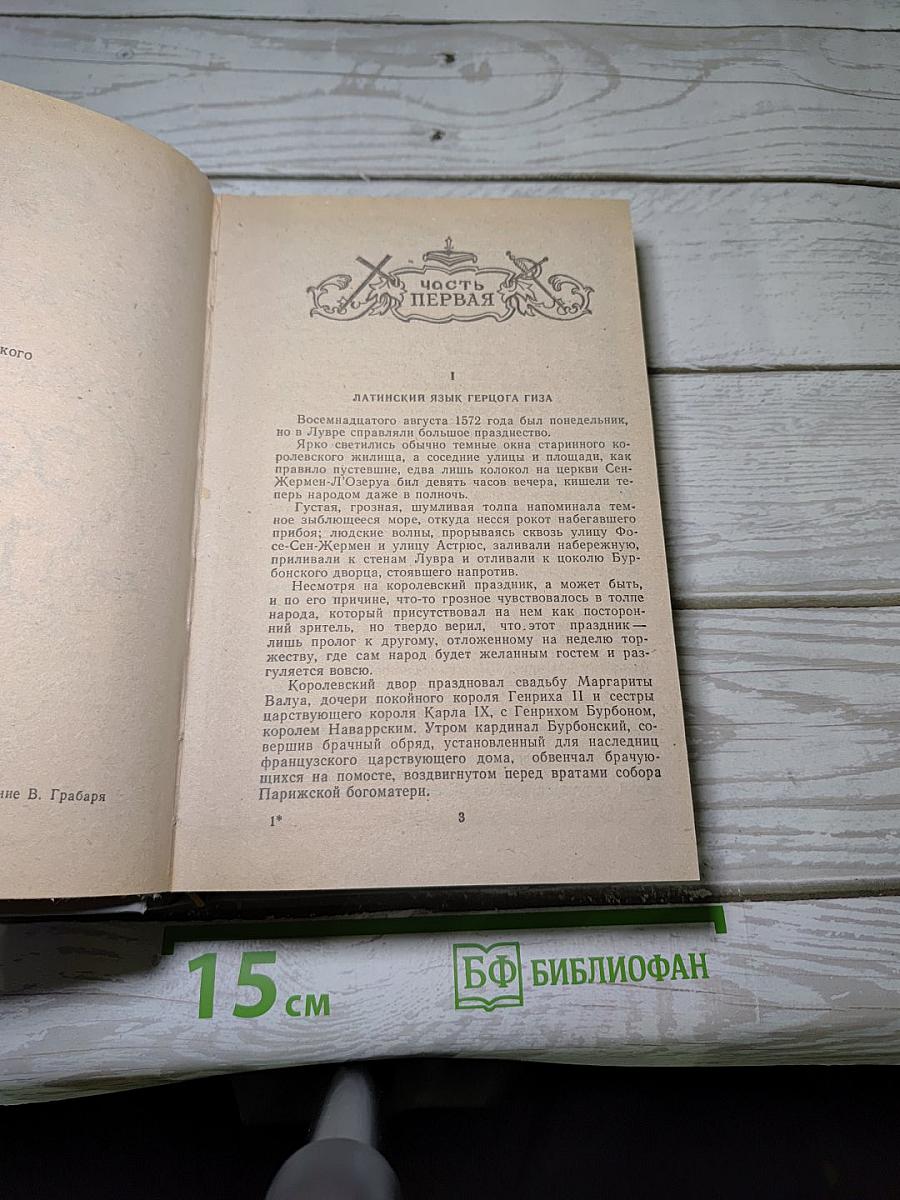 кого
ние В. Грабаря
часть
ПЕРВАЯ
I
ЛАТИНСКИЙ ЯЗЫК ГЕРЦОГА ГИЗА
Восемнадцатого августа 1572 года был понедельник,
но в Лувре справляли большое празднество.
Ярко светились обычно темные окна старинного ко-
ролевского жилища, а соседние улицы и площади, как
правило пустевшие, едва лишь колокол на церкви Сен-
Жермен-Л'Озеруа бил девять часов вечера, кишели те-
перь народом даже в полночь.
Густая, грозная, шумливая толпа напоминала тем-
ное зыблющееся море, откуда несся рокот набегавшего
прибоя; людские волны, прорываясь сквозь улицу Фо-
се-Сен-Жермен и улицу Астрюс, заливали набережную,
приливали к стенам Лувра и отливали к цоколю Бур-
бонского дворца, стоявшего напротив.
Несмотря на королевский праздник, а может быть,
и по его причине, что-то грозное чувствовалось в толпе
народа, который присутствовал на нем как посторон-
ний зритель, но твердо верил, что этот праздник —
лишь пролог к другому, отложенному на неделю тор-
жеству, где сам народ будет желанным гостем и раз-
гуляется вовсю.
Королевский двор праздновал свадьбу Маргариты
Валуа, дочери покойного короля Генриха II и сестры
царствующего короля Карла IX, с Генрихом Бурбоном,
королем Наваррским. Утром кардинал Бурбонский, со-
вершив брачный обряд, установленный для наследниц
французского царствующего дома, обвенчал брачую-
щихся на помосте, воздвигнутом перед вратами собора
Парижской богоматери.
1*
3
15 см
БФ БИБЛИОФАН